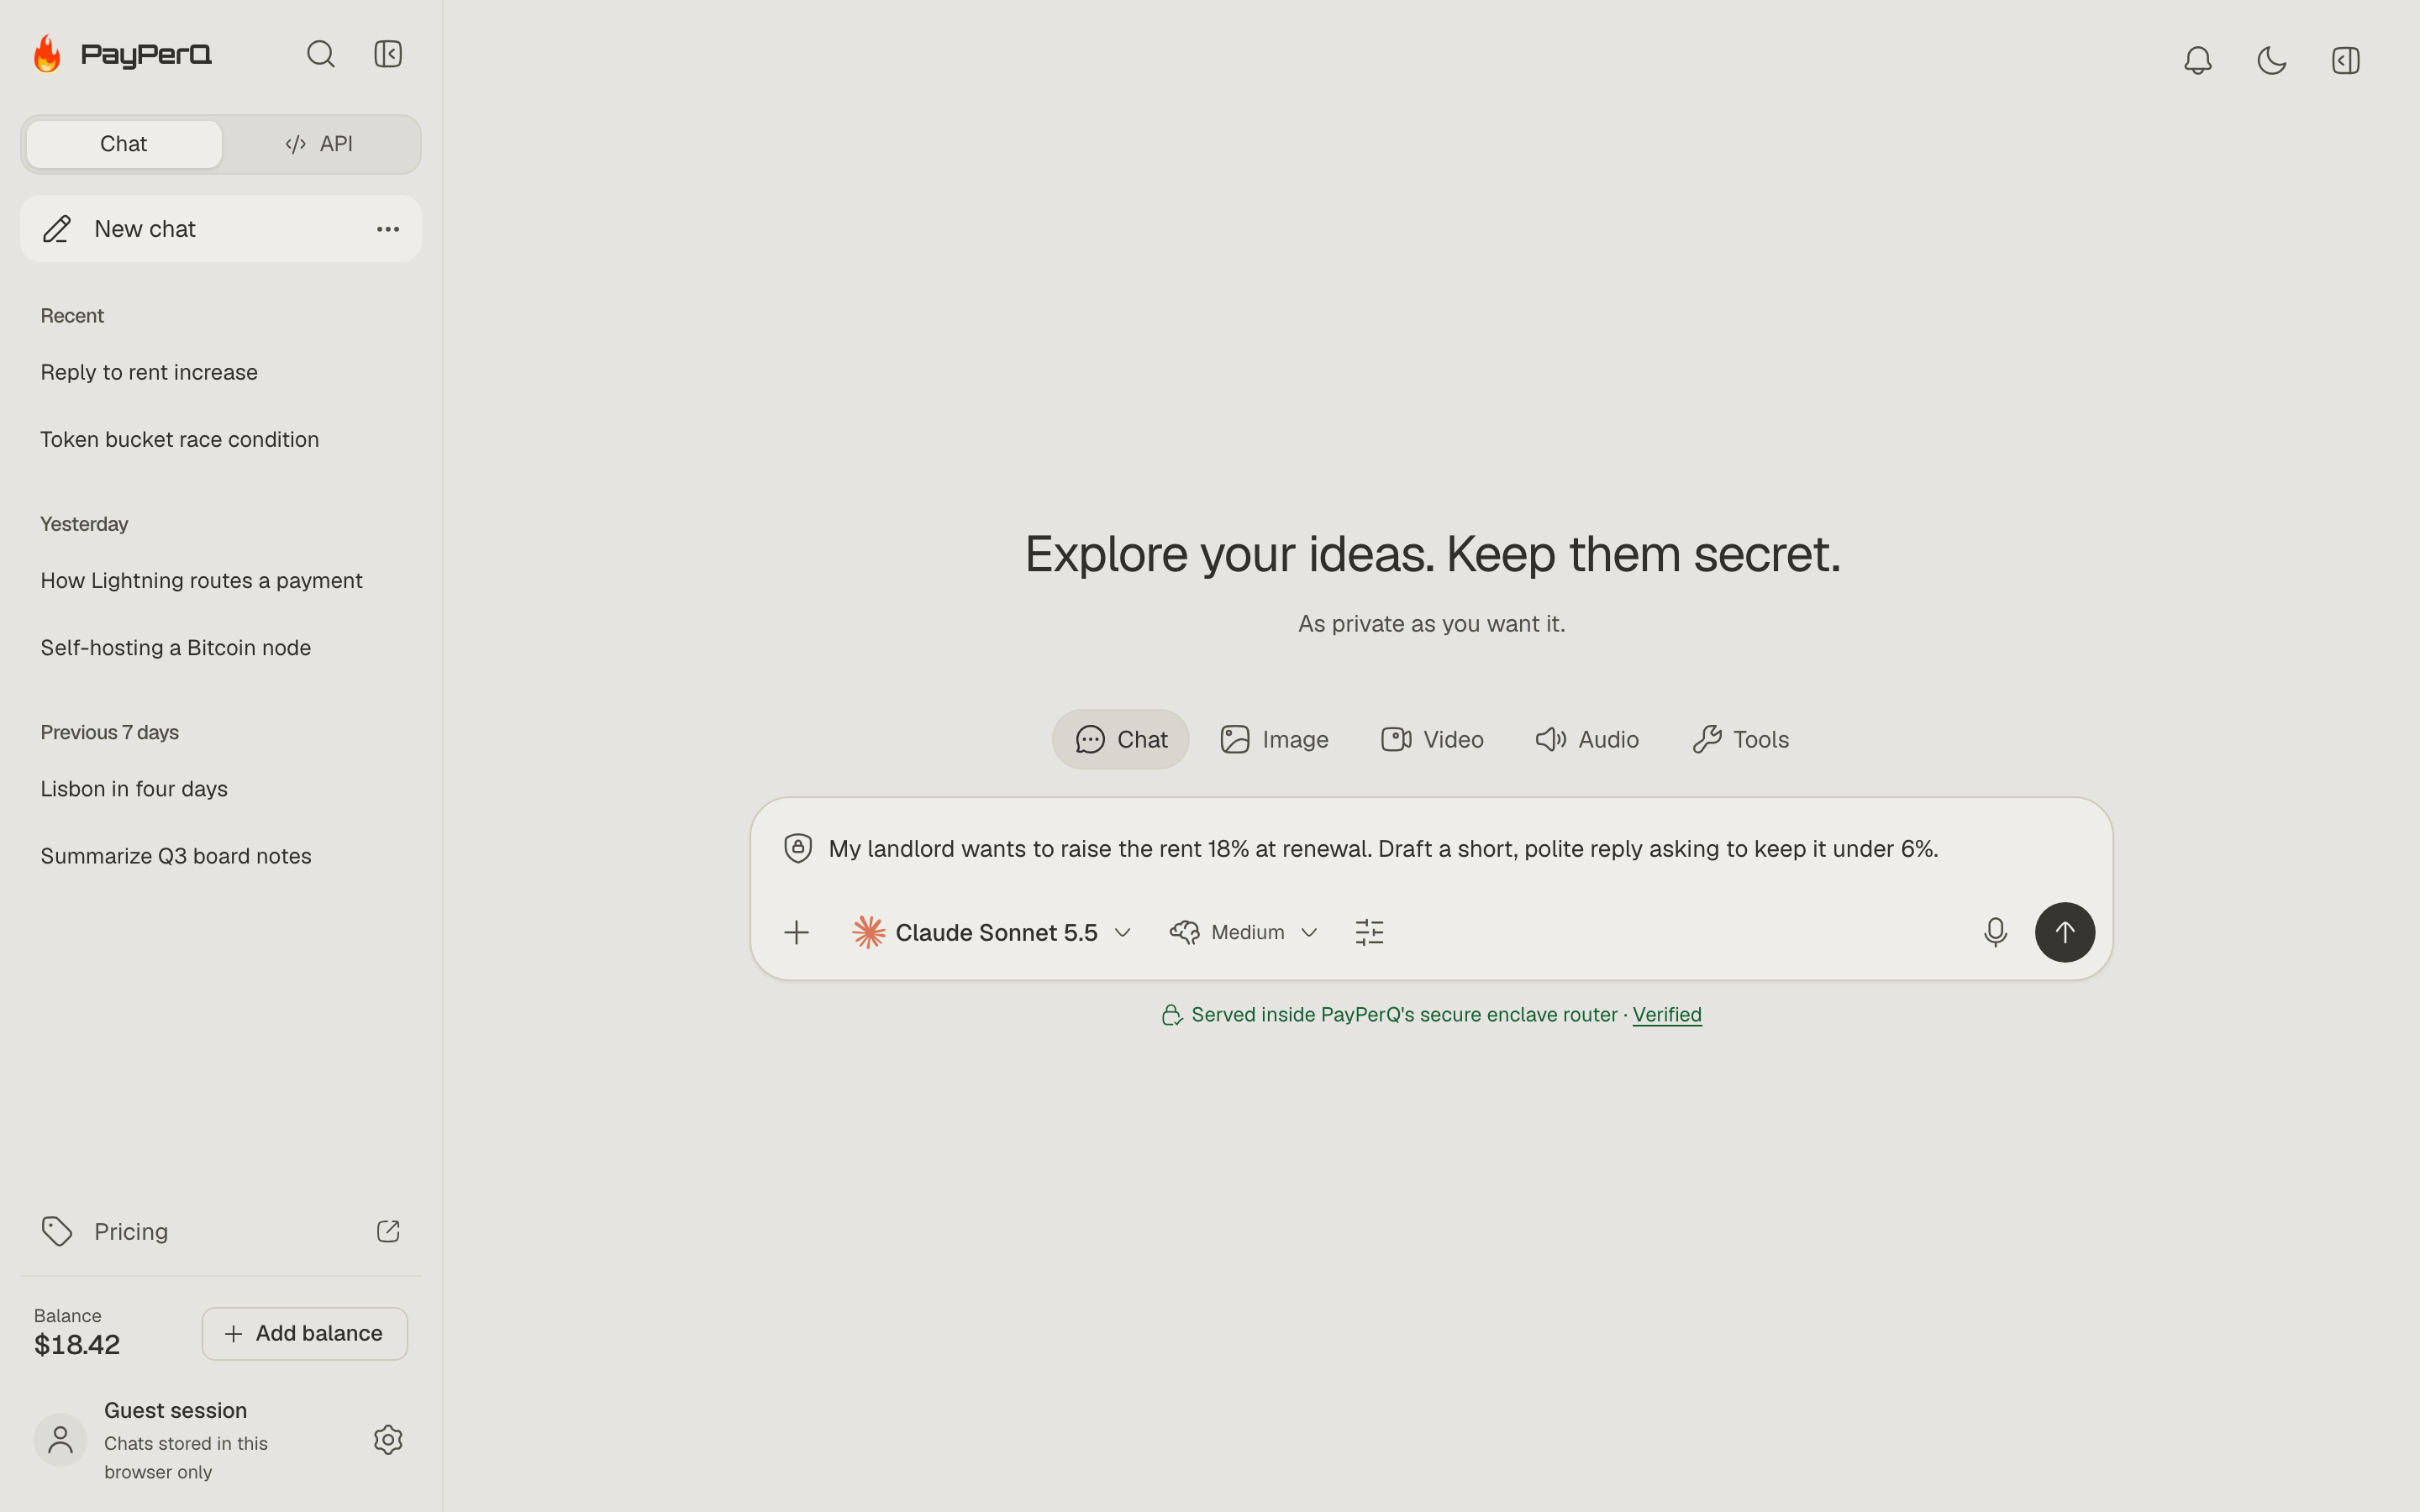 PayPerQ
Chat
API
New chat
Recent
Reply to rent increase
Token bucket race condition
Yesterday
How Lightning routes a payment
Self-hosting a Bitcoin node
Previous 7 days
Lisbon in four days
Summarize Q3 board notes
Pricing
Balance
$18.42
Add balance
Guest session
Chats stored in this
browser only
Explore your ideas. Keep them secret.
As private as you want it.
Chat
Image
Video
Audio
Tools
My landlord wants to raise the rent 18% at renewal. Draft a short, polite reply asking to keep it under 6%.
Claude Sonnet 5.5
Medium
Served inside PayPerQ's secure enclave router · Verified